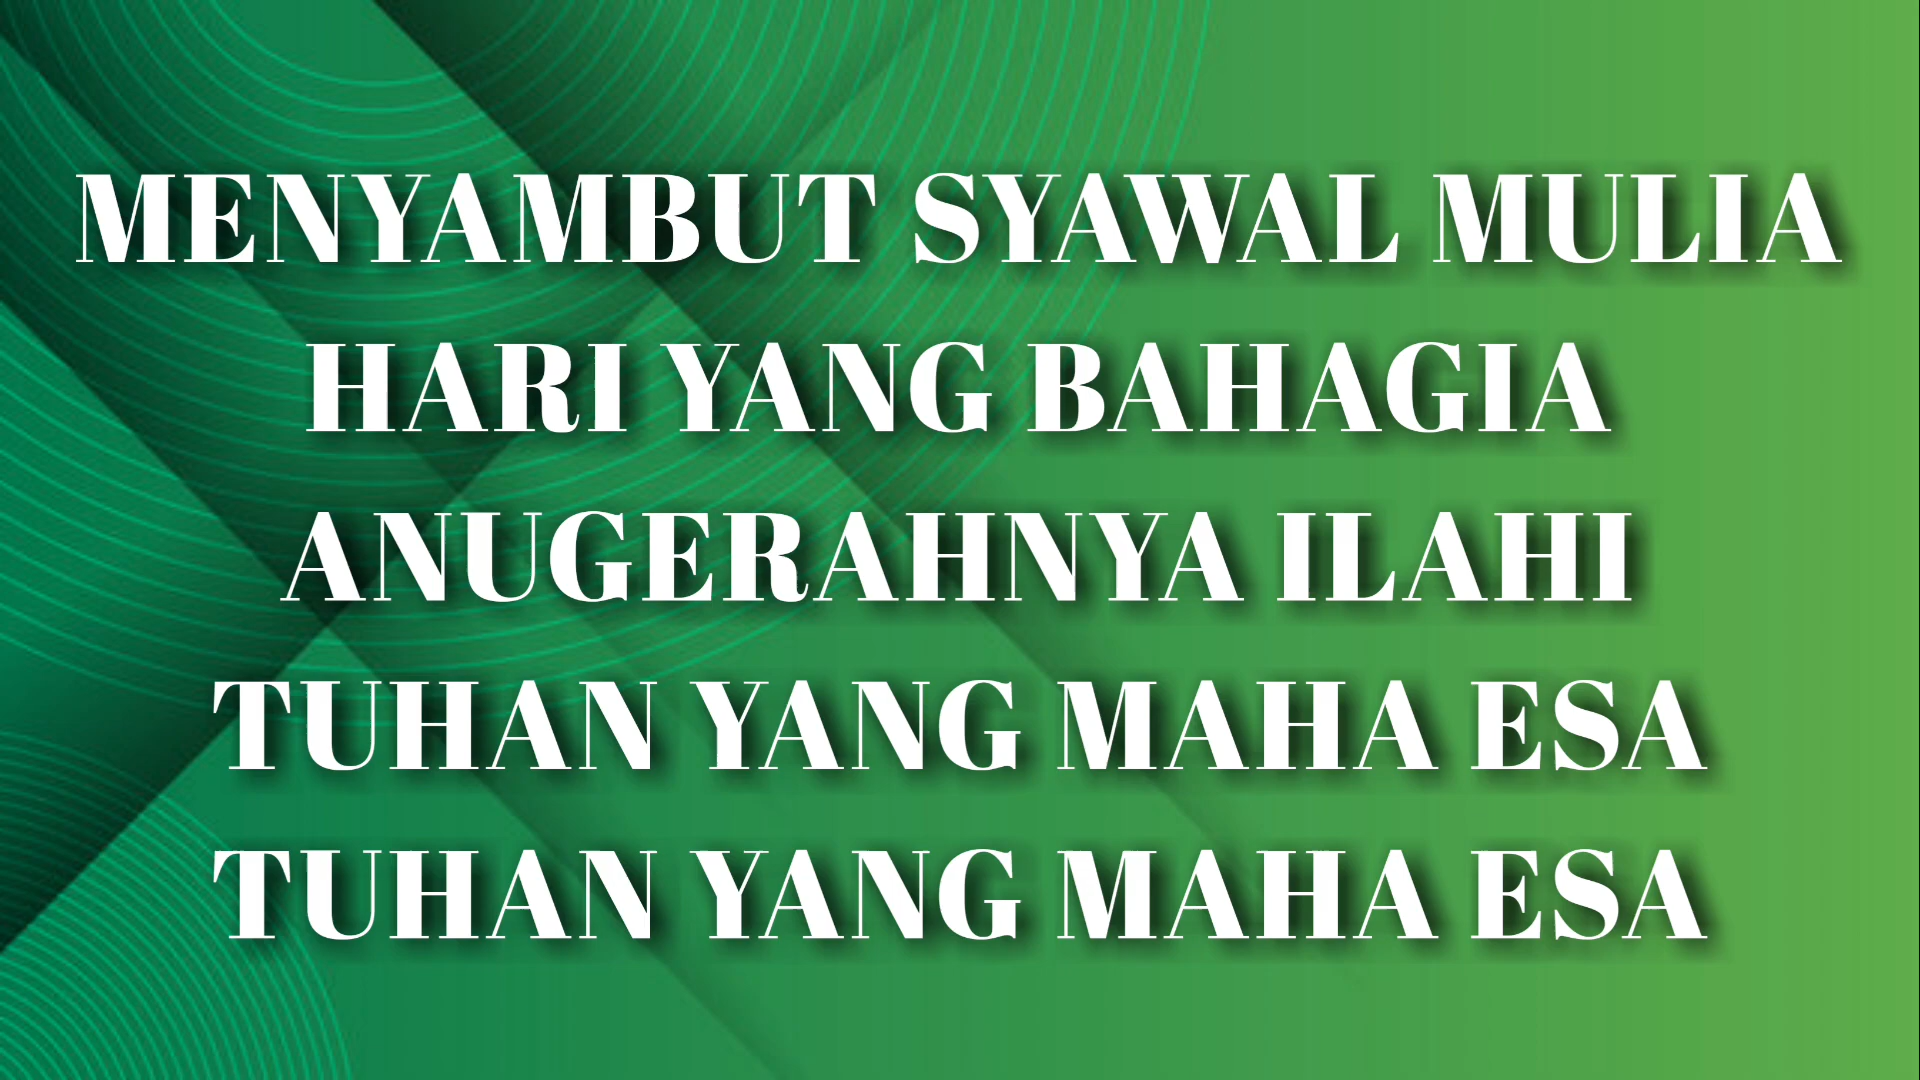 MENYAMBUT SYAWAL MULIA
HARI YANG BAHAGIA
ANUGERAHNYA ILAHI
TUHAN YANG MAHA ESA
TUHAN YANG MAHA ESA